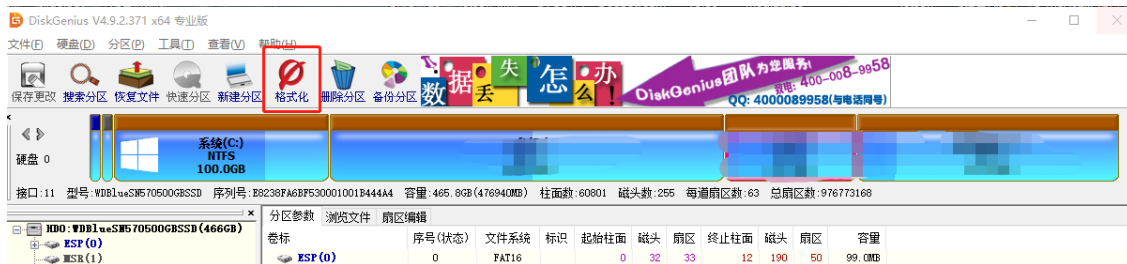 DiskGenius V4.9.2.371 x64 专业版
文件(F) 硬盘(D) 分区(P) 工具(T) 查看(V) 帮助(H)
保存更改 搜索分区 恢复文件 快速分区 新建分区 格式化 删除分区 备份分区
数据丢失怎么办!
DiskGenius团队为您服务!
致电: 400-008-9958
QQ: 4000089958(与电话同号)
硬盘 0
系统(C:)
NTFS
100.0GB
接口:11 型号:WDBlueSN570500GBSSD 序列号:E8238FA6BF530001001B444A4 容量:465.8GB(476940MB) 柱面数:60801 磁头数:255 每道扇区数:63 总扇区数:976773168
HD0:WDBlueSN570500GBSSD(466GB)
ESP(0)
MSR(1)
分区参数 浏览文件 扇区编辑
卷标 序号(状态) 文件系统 标识 起始柱面 磁头 扇区 终止柱面 磁头 扇区 容量
ESP(0) 0 FAT16 0 32 33 12 190 50 99.0MB